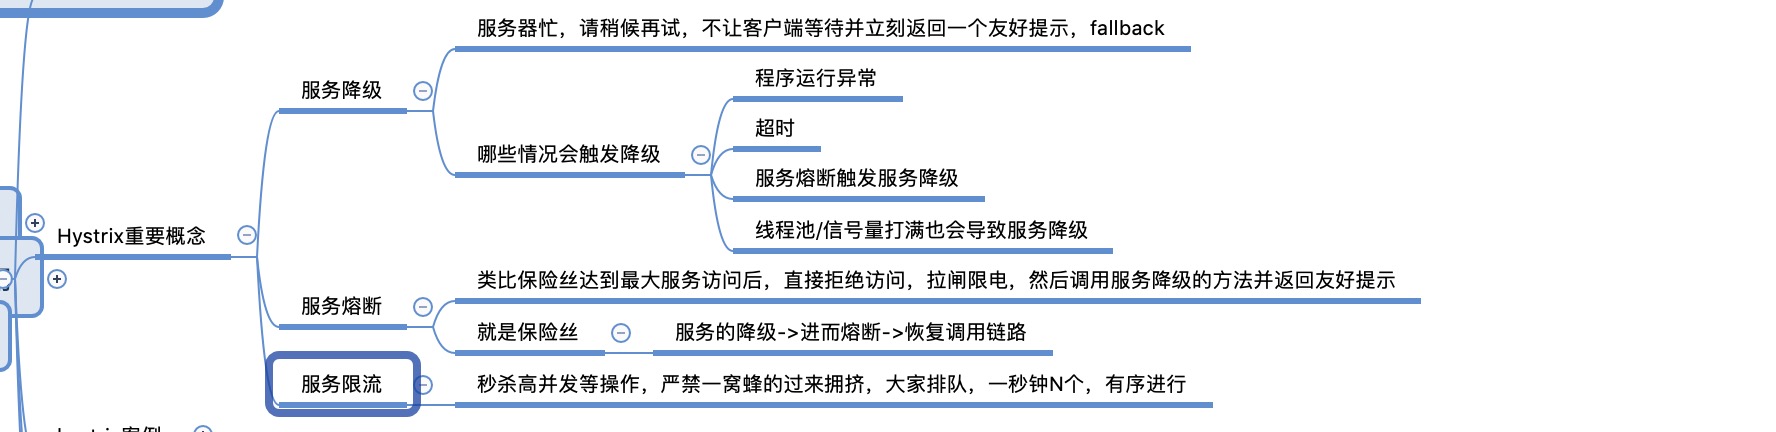 服务器忙，请稍候再试，不让客户端等待并立刻返回一个友好提示，fallback
程序运行异常
服务降级
超时
哪些情况会触发降级
服务熔断触发服务降级
线程池/信号量打满也会导致服务降级
Hystrix重要概念
类比保险丝达到最大服务访问后，直接拒绝访问，拉闸限电，然后调用服务降级的方法并返回友好提示
服务熔断
就是保险丝
服务的降级->进而熔断->恢复调用链路
服务限流
秒杀高并发等操作，严禁一窝蜂的过来拥挤，大家排队，一秒钟N个，有序进行